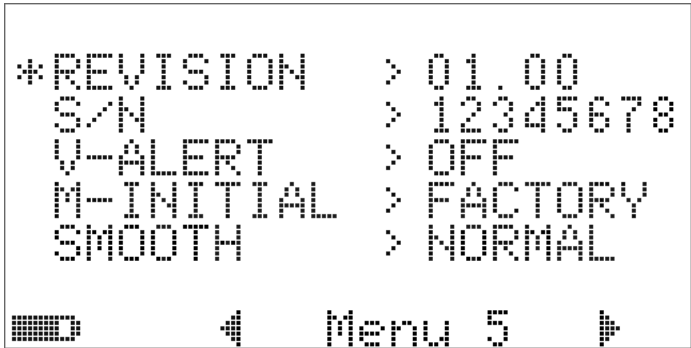 *REVISION > 01.00
S/N > 12345678
V-ALERT > OFF
M-INITIAL > FACTORY
SMOOTH > NORMAL
Menu 5